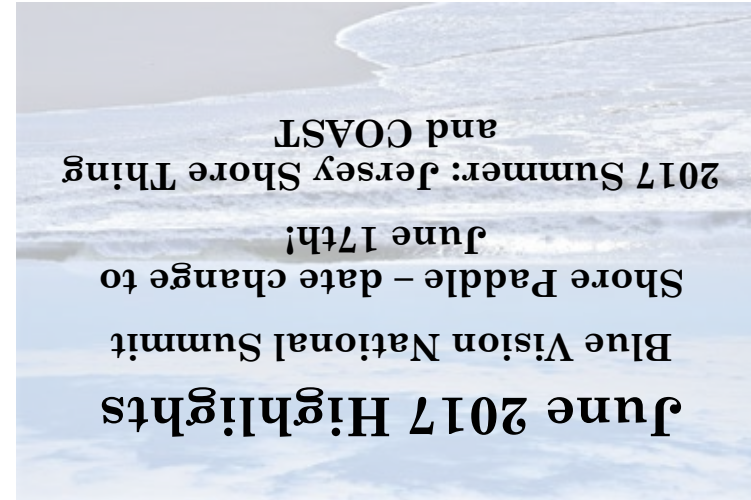 June 2017 Highlights
Blue Vision National Summit
Shore Paddle – date change to
June 17th!
2017 Summer: Jersey Shore Thing
and COAST